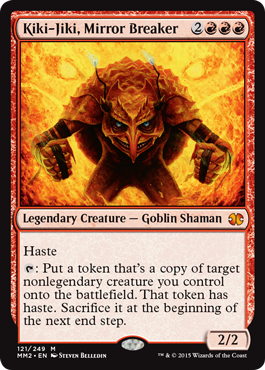 Kiki-Jiki, Mirror Breaker 2
Legendary Creature — Goblin Shaman
Haste
: Put a token that's a copy of target
nonlegendary creature you control
onto the battlefield. That token has
haste. Sacrifice it at the beginning of
the next end step.
2/2
121/249 M
MM2 • EN Steven Belledin
™ & © 2015 Wizards of the Coast